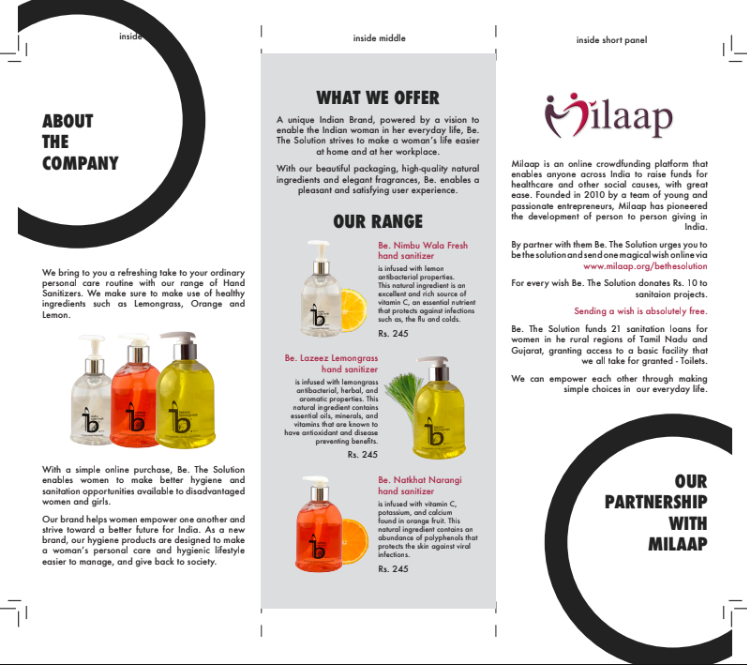 inside
ABOUT
THE
COMPANY
We bring to you a refreshing take to your ordinary
personal care routine with our range of Hand
Sanitizers. We make sure to make use of healthy
ingredients such as Lemongrass, Orange and
Lemon.
With a simple online purchase, Be. The Solution
enables women to make better hygiene and
sanitation opportunities available to disadvantaged
women and girls.
Our brand helps women empower one another and
strive toward a better future for India. As a new
brand, our hygiene products are designed to make
a woman's personal care and hygienic lifestyle
easier to manage, and give back to society.
inside middle
WHAT WE OFFER
A unique Indian Brand, powered by a vision to
enable the Indian woman in her everyday life, Be.
The Solution strives to make a woman's life easier
at home and at her workplace.
With our beautiful packaging, high-quality natural
ingredients and elegant fragrances, Be. enables a
pleasant and satisfying user experience.
OUR RANGE
Be. Nimbu Wala Fresh
hand sanitizer
is infused with lemon
antibacterial properties.
This natural ingredient is an
excellent and rich source of
vitamin C, an essential nutrient
that protects against infections
such as, the flu and colds.
Rs. 245
Be. Lazeez Lemongrass
hand sanitizer
is infused with lemongrass
antibacterial, herbal, and
aromatic properties. This
natural ingredient contains
essential oils, minerals, and
vitamins that are known to
have antioxidant and disease
preventing benefits.
Rs. 245
Be. Natkhat Narangi
hand sanitizer
is infused with vitamin C,
potassium, and calcium
found in orange fruit. This
natural ingredient contains an
abundance of polyphenols that
protects the skin against viral
infections.
Rs. 245
inside short panel
Milaap
Milaap is an online crowdfunding platform that
enables anyone across India to raise funds for
healthcare and other social causes, with great
ease. Founded in 2010 by a team of young and
passionate entrepreneurs, Milaap has pioneered
the development of person to person giving in
India.
By partner with them Be. The Solution urges you to
be the solution and send one magical wish online via
www.milaap.org/bethesolution
For every wish Be. The Solution donates Rs. 10 to
sanitaion projects.
Sending a wish is absolutely free.
Be. The Solution funds 21 sanitation loans for
women in he rural regions of Tamil Nadu and
Gujarat, granting access to a basic facility that
we all take for granted - Toilets.
We can empower each other through making
simple choices in our everyday life.
OUR
PARTNERSHIP
WITH
MILAAP